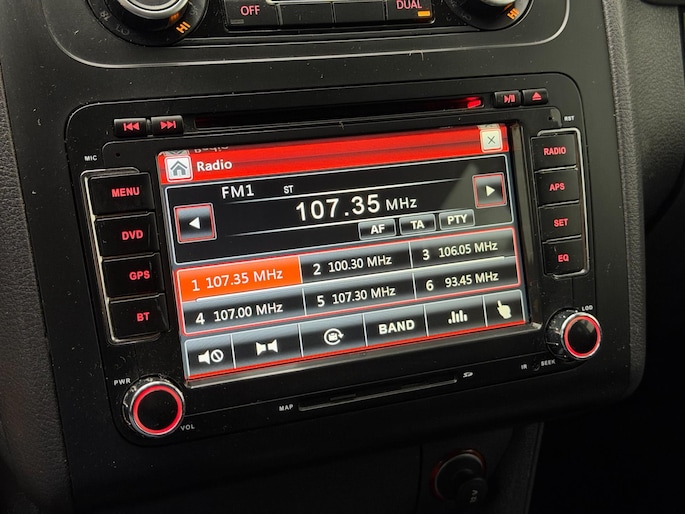 OFF
DUAL
HI
HI
RST
MIC
MENU
DVD
GPS
BT
Radio
FM1 ST
107.35 MHz
AF TA PTY
1 107.35 MHz 2 100.30 MHz 3 106.05 MHz
4 107.00 MHz 5 107.30 MHz 6 93.45 MHz
BAND
RADIO
APS
SET
EQ
PWR
VOL
MAP
SD
IR SEEK